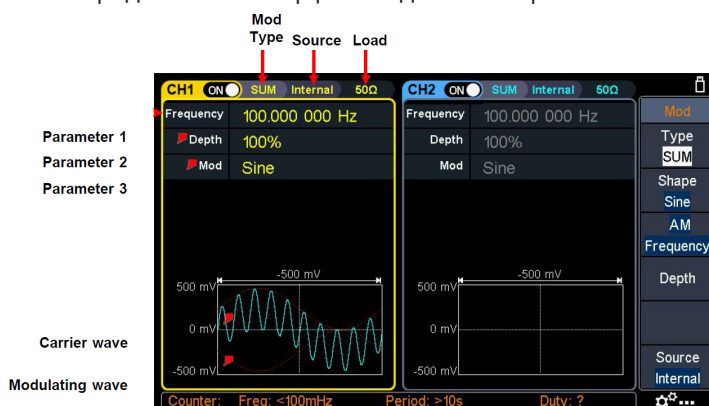 Mod
Type Source Load
CH1 ON SUM Internal 50Ω
CH2 ON SUM Internal 50Ω
Frequency 100.000 000 Hz
Depth 100%
Mod Sine
Frequency 100.000 000 Hz
Depth 100%
Mod Sine
Parameter 1
Parameter 2
Parameter 3
-500 mV
500 mV
0 mV
-500 mV
-500 mV
500 mV
0 mV
-500 mV
Carrier wave
Modulating wave
Mod
Type
SUM
Shape
Sine
AM
Frequency
Depth
Source
Internal
Counter: Freq: <100mHz Period: >10s Duty: ?